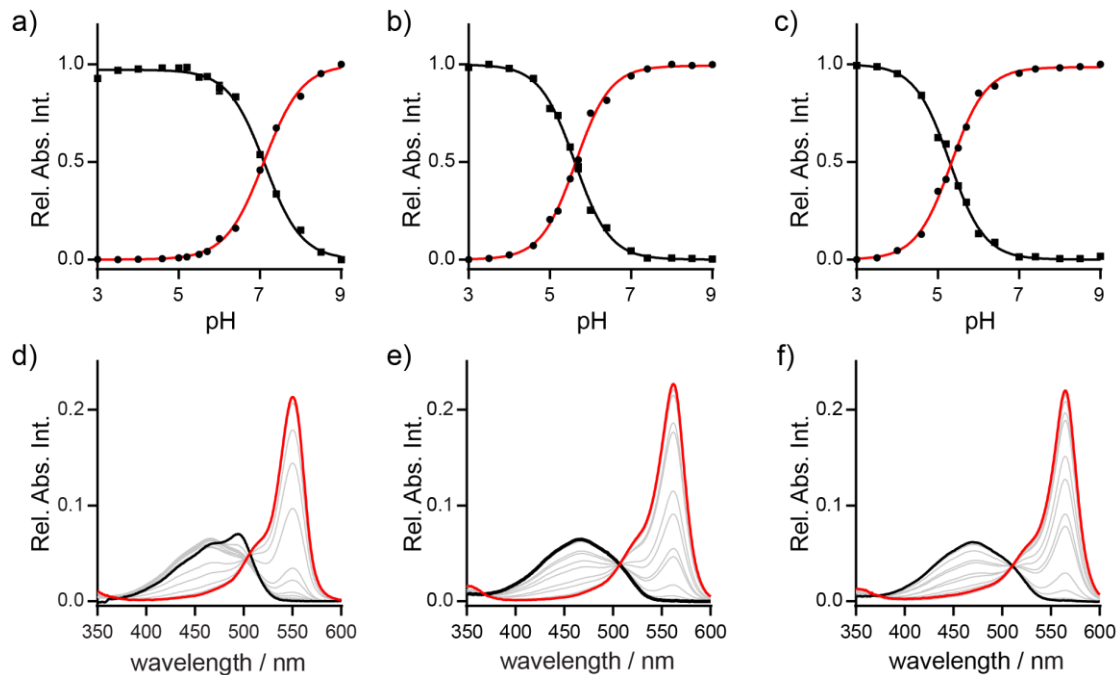 a)
1.0
0.5
0.0
Rel. Abs. Int.
3 5 7 9
pH
b)
1.0
0.5
0.0
Rel. Abs. Int.
3 5 7 9
pH
c)
1.0
0.5
0.0
Rel. Abs. Int.
3 5 7 9
pH
d)
0.2
0.1
0.0
Rel. Abs. Int.
350 400 450 500 550 600
wavelength / nm
e)
0.2
0.1
0.0
Rel. Abs. Int.
350 400 450 500 550 600
wavelength / nm
f)
0.2
0.1
0.0
Rel. Abs. Int.
350 400 450 500 550 600
wavelength / nm